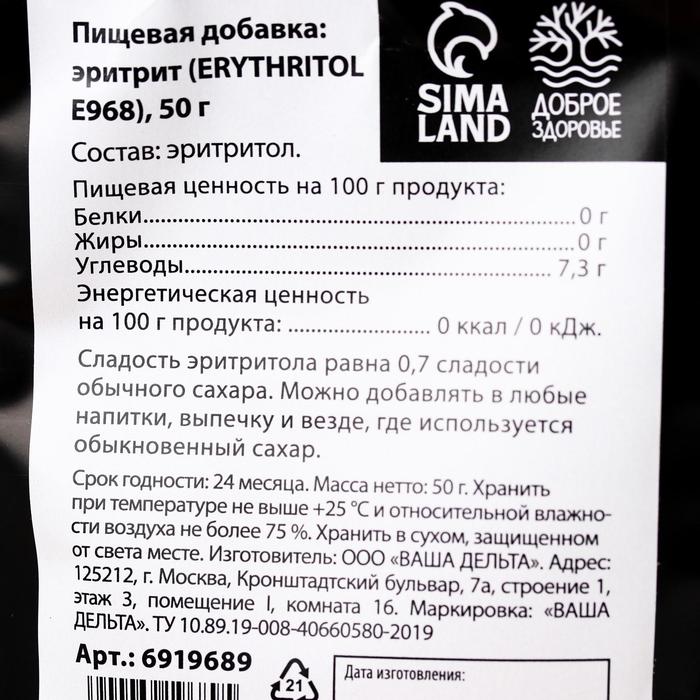 Пищевая добавка:
эритрит (ERYTHRITOL
E968), 50 г
SIMA
LAND
ДОБРОЕ
ЗДОРОВЬЕ
Состав: эритритол.
Пищевая ценность на 100 г продукта:
Белки........................................................0 г
Жиры........................................................0 г
Углеводы................................................ 7,3 г
Энергетическая ценность
на 100 г продукта: ....................... 0 ккал / 0 кДж.
Сладость эритритола равна 0,7 сладости
обычного сахара. Можно добавлять в любые
напитки, выпечку и везде, где используется
обыкновенный сахар.
Срок годности: 24 месяца. Масса нетто: 50 г. Хранить
при температуре не выше +25 °С и относительной влажно-
сти воздуха не более 75 %. Хранить в сухом, защищенном
от света месте. Изготовитель: ООО «ВАША ДЕЛЬТА». Адрес:
125212, г. Москва, Кронштадтский бульвар, 7а, строение 1,
этаж 3, помещение I, комната 16. Маркировка: «ВАША
ДЕЛЬТА». ТУ 10.89.19-008-40660580-2019
Арт.: 6919689
21
Дата изготовления: